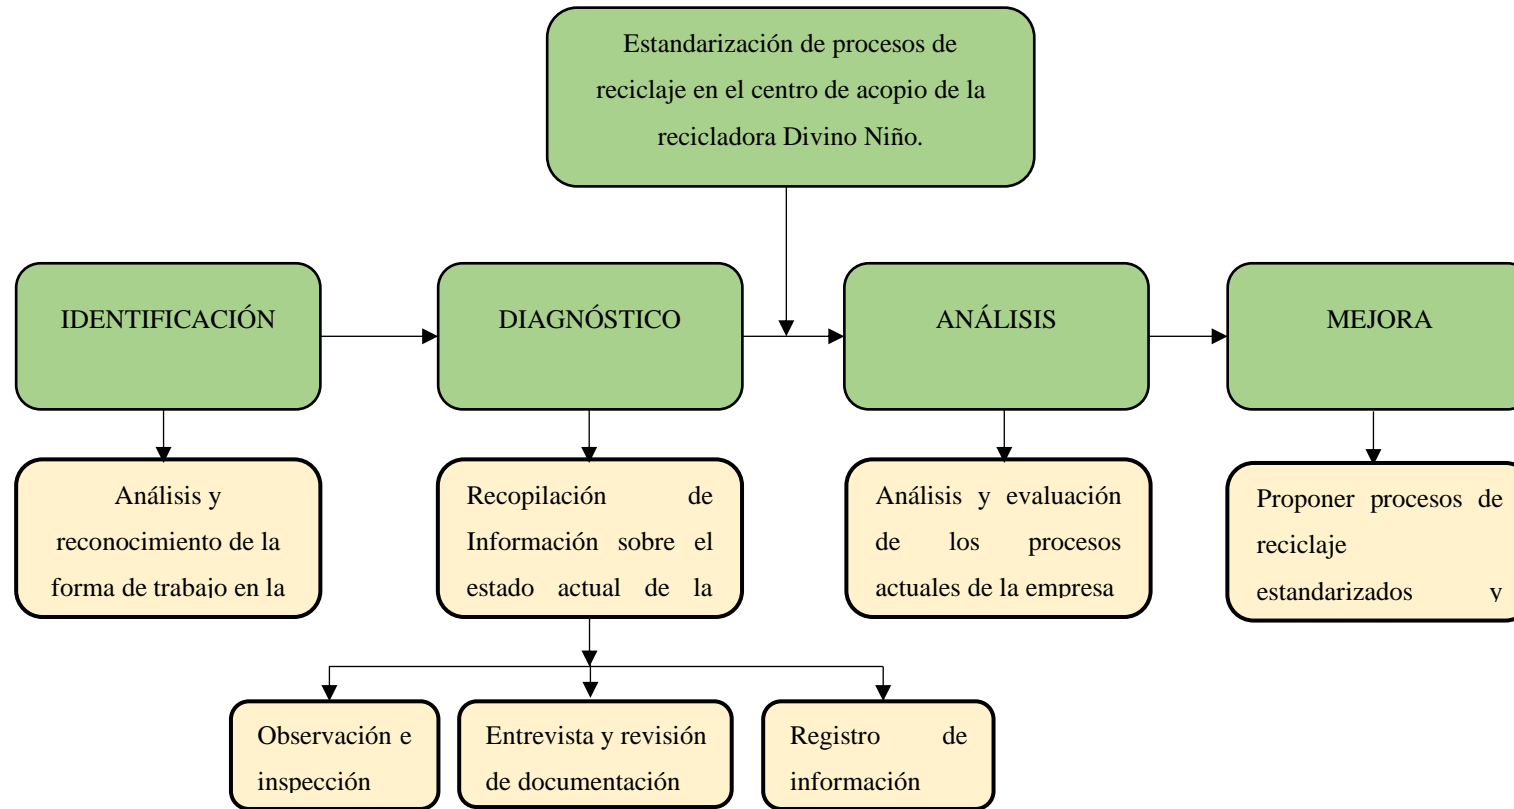 Estandarización de procesos de
reciclaje en el centro de acopio de la
recicladora Divino Niño.
IDENTIFICACIÓN
DIAGNÓSTICO
ANÁLISIS
MEJORA
Análisis y
reconocimiento de la
forma de trabajo en la
Recopilación de
Información sobre el
estado actual de la
Análisis y evaluación
de los procesos
actuales de la empresa
Proponer procesos de
reciclaje
estandarizados y
Observación e
inspección
Entrevista y revisión
de documentación
Registro de
información